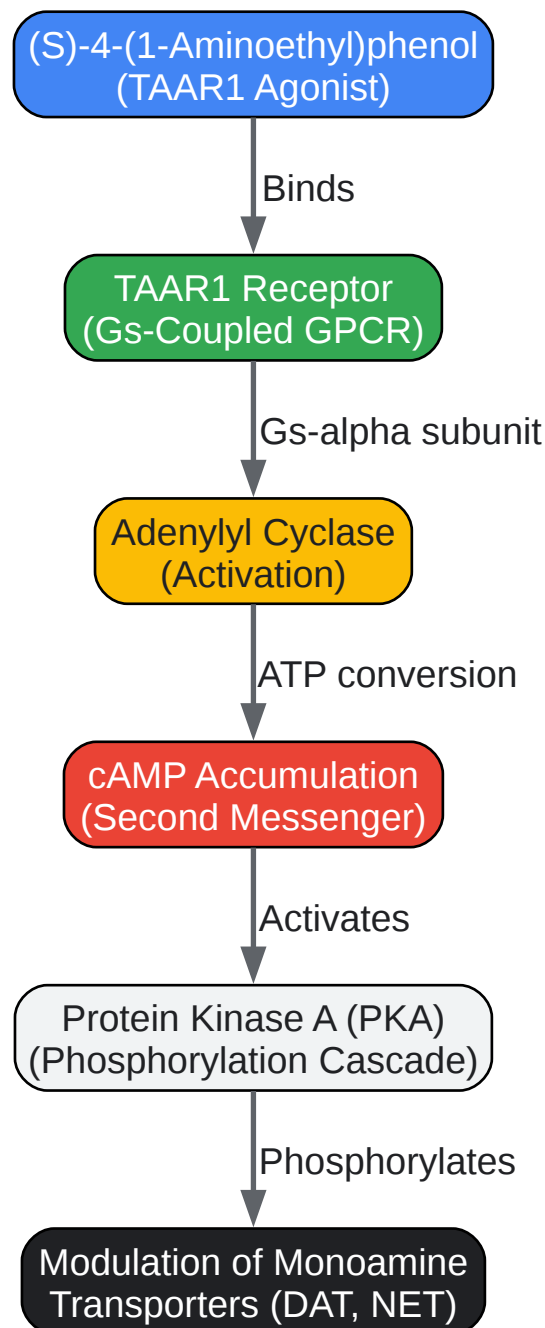 (S)-4-(1-Aminoethyl)phenol
(TAAR1 Agonist)
Binds
TAAR1 Receptor
(Gs-Coupled GPCR)
Gs-alpha subunit
Adenylyl Cyclase
(Activation)
ATP conversion
cAMP Accumulation
(Second Messenger)
Activates
Protein Kinase A (PKA)
(Phosphorylation Cascade)
Phosphorylates
Modulation of Monoamine
Transporters (DAT, NET)